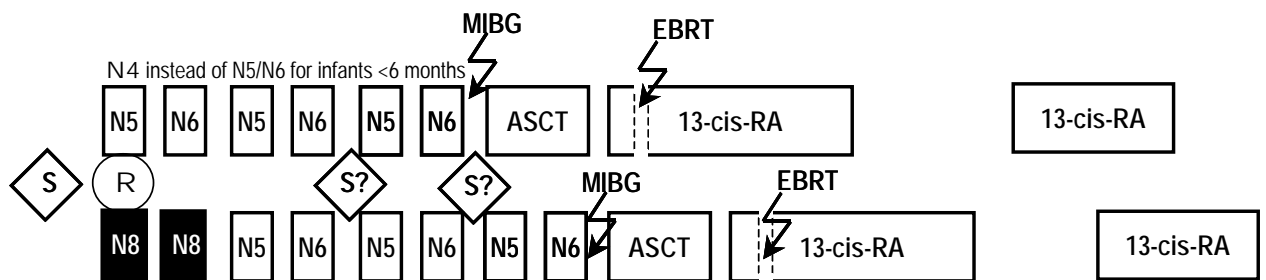 MIBG EBRT
N4 instead of N5/N6 for infants <6 months
N5 N6 N5 N6 N5 N6 ASCT 13-cis-RA 13-cis-RA
S R S? S? MIBG EBRT
N8 N8 N5 N6 N5 N6 N5 N6 ASCT 13-cis-RA 13-cis-RA